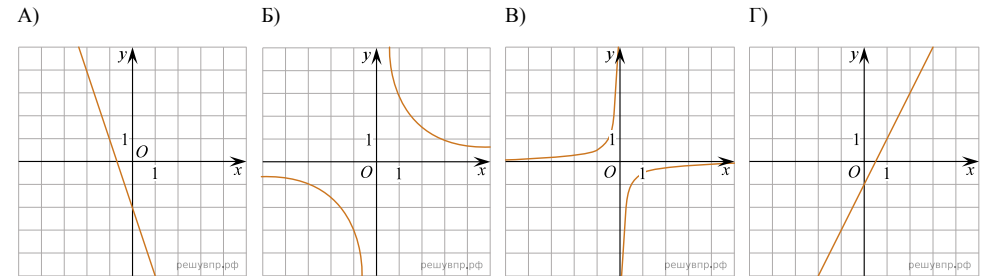 А) Б) В) Г)
y y y y
1 O 1 1 1
x O x O x O x
1 1 1 1
решувпр.рф решувпр.рф решувпр.рф решувпр.рф